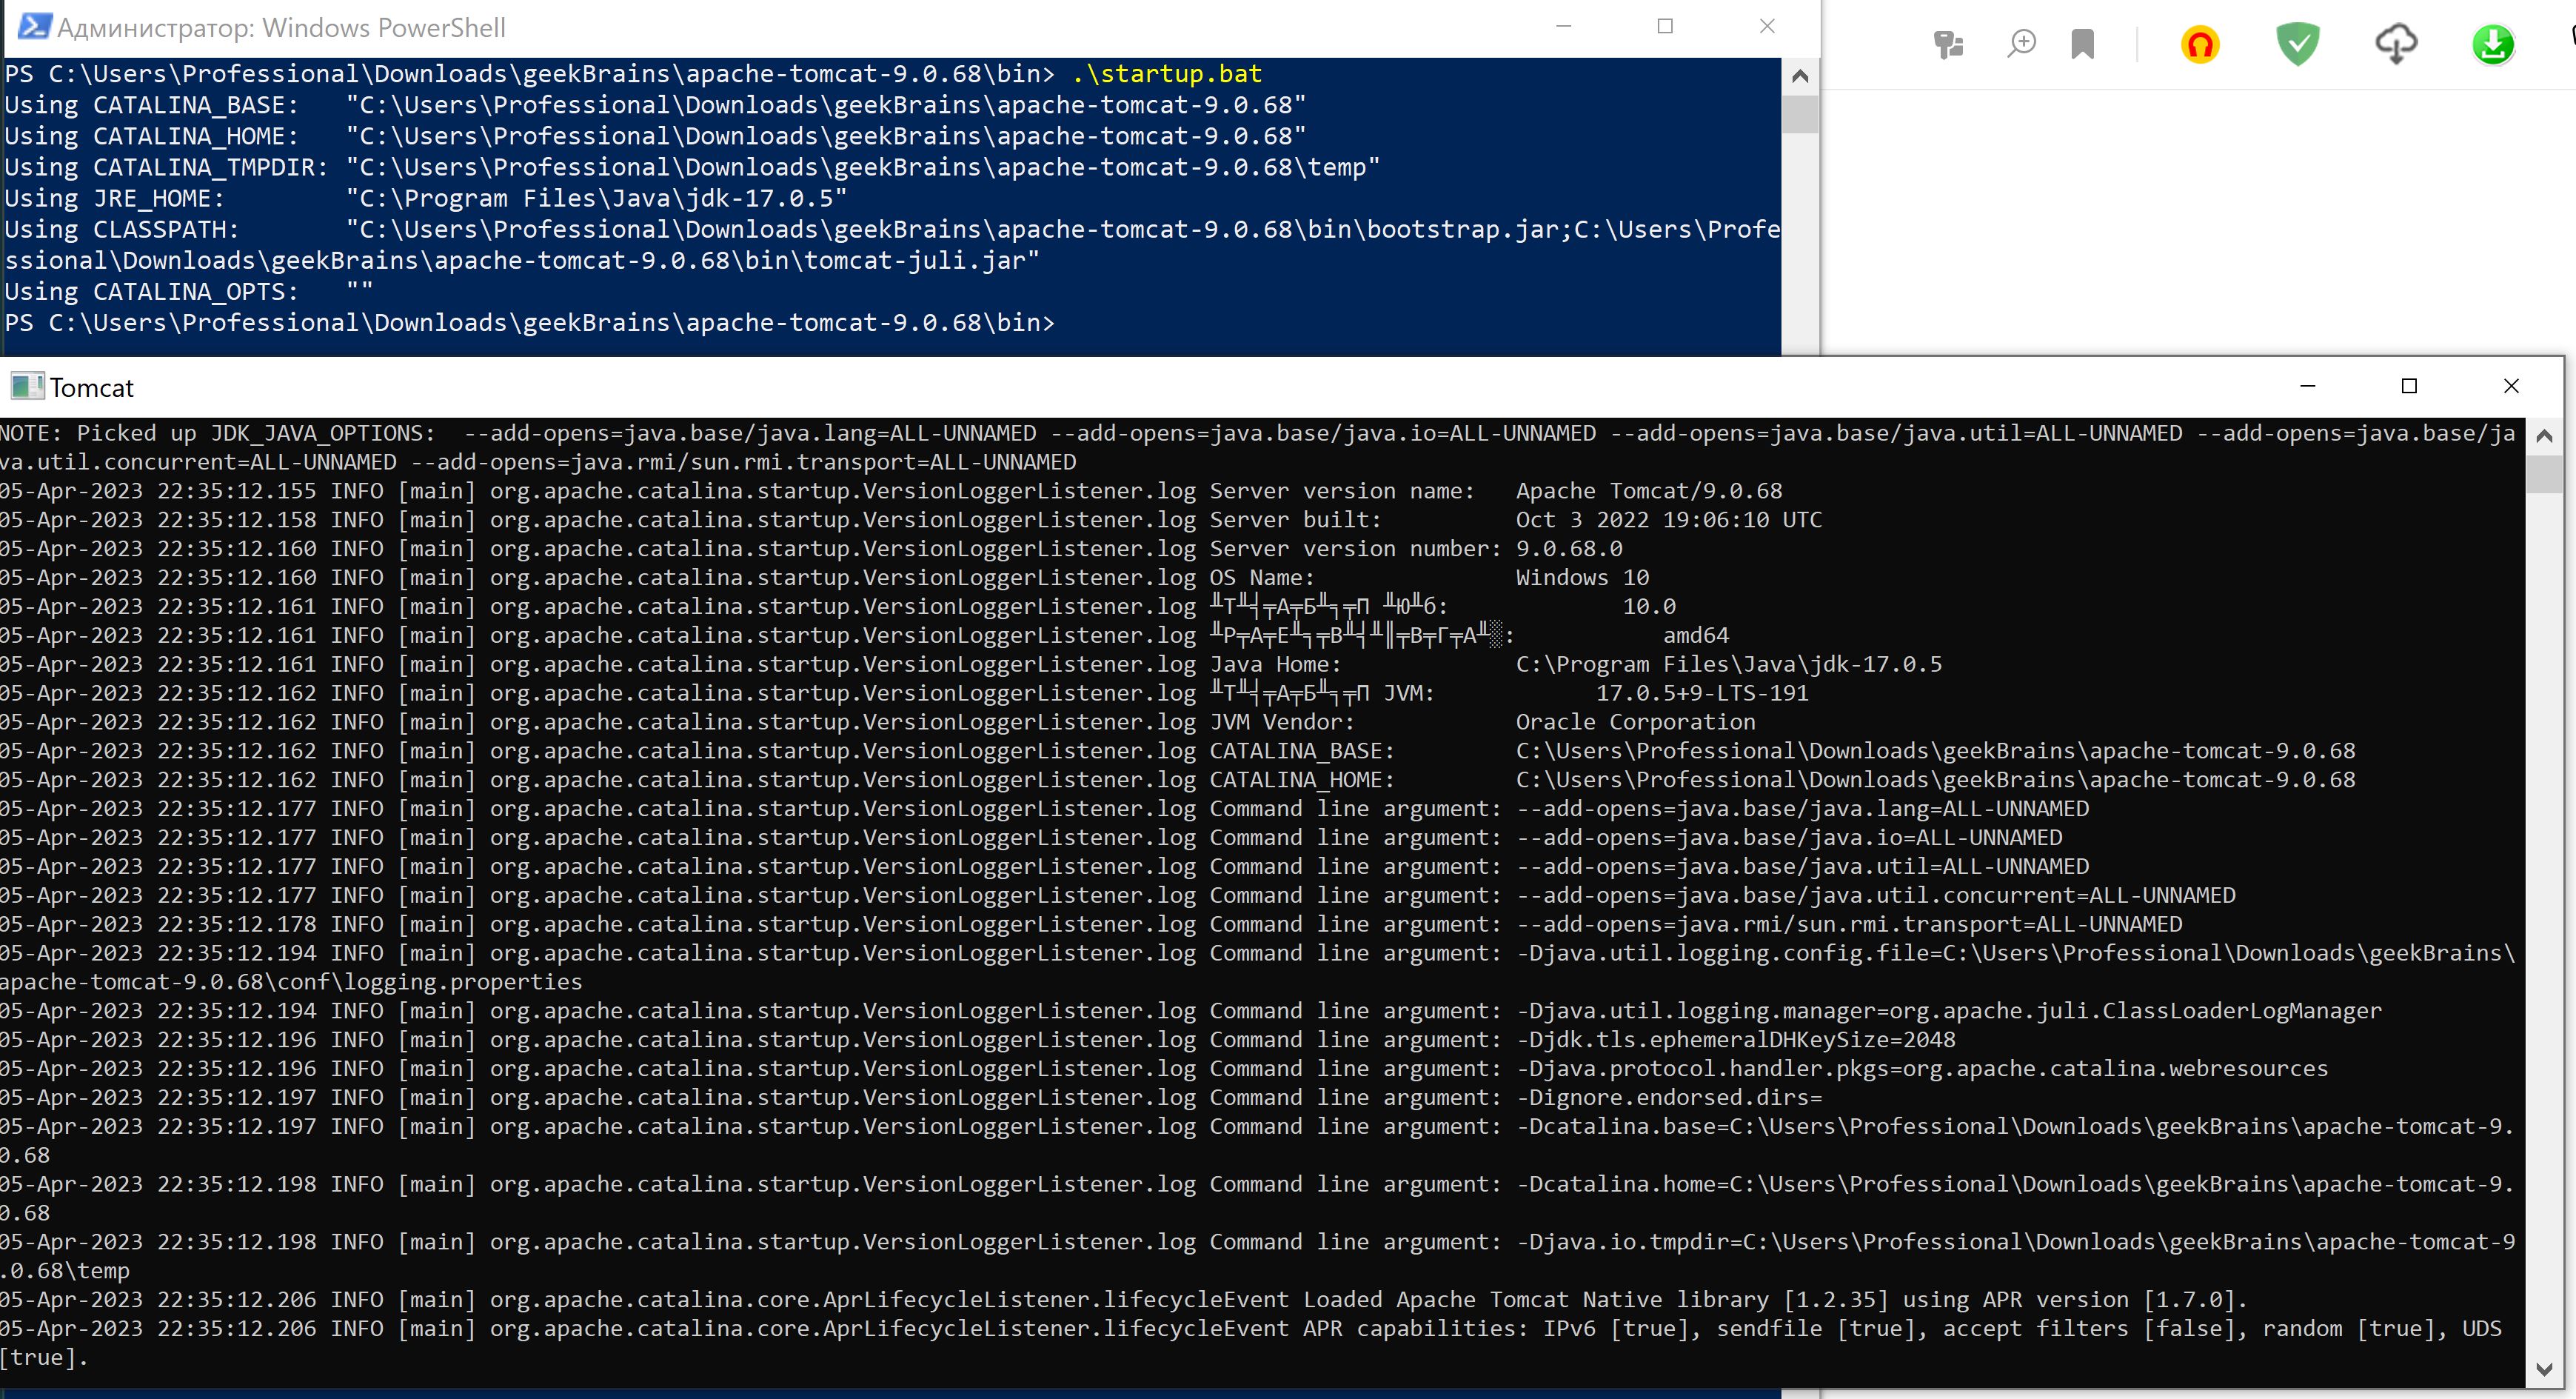 Администратор: Windows PowerShell
PS C:\Users\Professional\Downloads\geekBrains\apache-tomcat-9.0.68\bin> .\startup.bat
Using CATALINA_BASE:   "C:\Users\Professional\Downloads\geekBrains\apache-tomcat-9.0.68"
Using CATALINA_HOME:   "C:\Users\Professional\Downloads\geekBrains\apache-tomcat-9.0.68"
Using CATALINA_TMPDIR: "C:\Users\Professional\Downloads\geekBrains\apache-tomcat-9.0.68\temp"
Using JRE_HOME:        "C:\Program Files\Java\jdk-17.0.5"
Using CLASSPATH:       "C:\Users\Professional\Downloads\geekBrains\apache-tomcat-9.0.68\bin\bootstrap.jar;C:\Users\Profe
ssional\Downloads\geekBrains\apache-tomcat-9.0.68\bin\tomcat-juli.jar"
Using CATALINA_OPTS:   ""
PS C:\Users\Professional\Downloads\geekBrains\apache-tomcat-9.0.68\bin>
Tomcat
NOTE: Picked up JDK_JAVA_OPTIONS:  --add-opens=java.base/java.lang=ALL-UNNAMED --add-opens=java.base/java.io=ALL-UNNAMED --add-opens=java.base/java.util=ALL-UNNAMED --add-opens=java.base/ja
va.util.concurrent=ALL-UNNAMED --add-opens=java.rmi/sun.rmi.transport=ALL-UNNAMED
05-Apr-2023 22:35:12.155 INFO [main] org.apache.catalina.startup.VersionLoggerListener.log Server version name:   Apache Tomcat/9.0.68
05-Apr-2023 22:35:12.158 INFO [main] org.apache.catalina.startup.VersionLoggerListener.log Server built:          Oct 3 2022 19:06:10 UTC
05-Apr-2023 22:35:12.160 INFO [main] org.apache.catalina.startup.VersionLoggerListener.log Server version number: 9.0.68.0
05-Apr-2023 22:35:12.160 INFO [main] org.apache.catalina.startup.VersionLoggerListener.log OS Name:               Windows 10
05-Apr-2023 22:35:12.161 INFO [main] org.apache.catalina.startup.VersionLoggerListener.log ╨Т╨╡╤А╤Б╨╕╤П ╨Ю╨б:             10.0
05-Apr-2023 22:35:12.161 INFO [main] org.apache.catalina.startup.VersionLoggerListener.log ╨Р╤А╤Е╨╕╤В╨╡╨║╤В╤Г╤А╨░:           amd64
05-Apr-2023 22:35:12.161 INFO [main] org.apache.catalina.startup.VersionLoggerListener.log Java Home:             C:\Program Files\Java\jdk-17.0.5
05-Apr-2023 22:35:12.162 INFO [main] org.apache.catalina.startup.VersionLoggerListener.log ╨Т╨╡╤А╤Б╨╕╤П JVM:            17.0.5+9-LTS-191
05-Apr-2023 22:35:12.162 INFO [main] org.apache.catalina.startup.VersionLoggerListener.log JVM Vendor:            Oracle Corporation
05-Apr-2023 22:35:12.162 INFO [main] org.apache.catalina.startup.VersionLoggerListener.log CATALINA_BASE:         C:\Users\Professional\Downloads\geekBrains\apache-tomcat-9.0.68
05-Apr-2023 22:35:12.162 INFO [main] org.apache.catalina.startup.VersionLoggerListener.log CATALINA_HOME:         C:\Users\Professional\Downloads\geekBrains\apache-tomcat-9.0.68
05-Apr-2023 22:35:12.177 INFO [main] org.apache.catalina.startup.VersionLoggerListener.log Command line argument: --add-opens=java.base/java.lang=ALL-UNNAMED
05-Apr-2023 22:35:12.177 INFO [main] org.apache.catalina.startup.VersionLoggerListener.log Command line argument: --add-opens=java.base/java.io=ALL-UNNAMED
05-Apr-2023 22:35:12.177 INFO [main] org.apache.catalina.startup.VersionLoggerListener.log Command line argument: --add-opens=java.base/java.util=ALL-UNNAMED
05-Apr-2023 22:35:12.177 INFO [main] org.apache.catalina.startup.VersionLoggerListener.log Command line argument: --add-opens=java.base/java.util.concurrent=ALL-UNNAMED
05-Apr-2023 22:35:12.178 INFO [main] org.apache.catalina.startup.VersionLoggerListener.log Command line argument: --add-opens=java.rmi/sun.rmi.transport=ALL-UNNAMED
05-Apr-2023 22:35:12.194 INFO [main] org.apache.catalina.startup.VersionLoggerListener.log Command line argument: -Djava.util.logging.config.file=C:\Users\Professional\Downloads\geekBrains\
apache-tomcat-9.0.68\conf\logging.properties
05-Apr-2023 22:35:12.194 INFO [main] org.apache.catalina.startup.VersionLoggerListener.log Command line argument: -Djava.util.logging.manager=org.apache.juli.ClassLoaderLogManager
05-Apr-2023 22:35:12.196 INFO [main] org.apache.catalina.startup.VersionLoggerListener.log Command line argument: -Djdk.tls.ephemeralDHKeySize=2048
05-Apr-2023 22:35:12.196 INFO [main] org.apache.catalina.startup.VersionLoggerListener.log Command line argument: -Djava.protocol.handler.pkgs=org.apache.catalina.webresources
05-Apr-2023 22:35:12.197 INFO [main] org.apache.catalina.startup.VersionLoggerListener.log Command line argument: -Dignore.endorsed.dirs=
05-Apr-2023 22:35:12.197 INFO [main] org.apache.catalina.startup.VersionLoggerListener.log Command line argument: -Dcatalina.base=C:\Users\Professional\Downloads\geekBrains\apache-tomcat-9.
0.68
05-Apr-2023 22:35:12.198 INFO [main] org.apache.catalina.startup.VersionLoggerListener.log Command line argument: -Dcatalina.home=C:\Users\Professional\Downloads\geekBrains\apache-tomcat-9.
0.68
05-Apr-2023 22:35:12.198 INFO [main] org.apache.catalina.startup.VersionLoggerListener.log Command line argument: -Djava.io.tmpdir=C:\Users\Professional\Downloads\geekBrains\apache-tomcat-9
.0.68\temp
05-Apr-2023 22:35:12.206 INFO [main] org.apache.catalina.core.AprLifecycleListener.lifecycleEvent Loaded Apache Tomcat Native library [1.2.35] using APR version [1.7.0].
05-Apr-2023 22:35:12.206 INFO [main] org.apache.catalina.core.AprLifecycleListener.lifecycleEvent APR capabilities: IPv6 [true], sendfile [true], accept filters [false], random [true], UDS
[true].